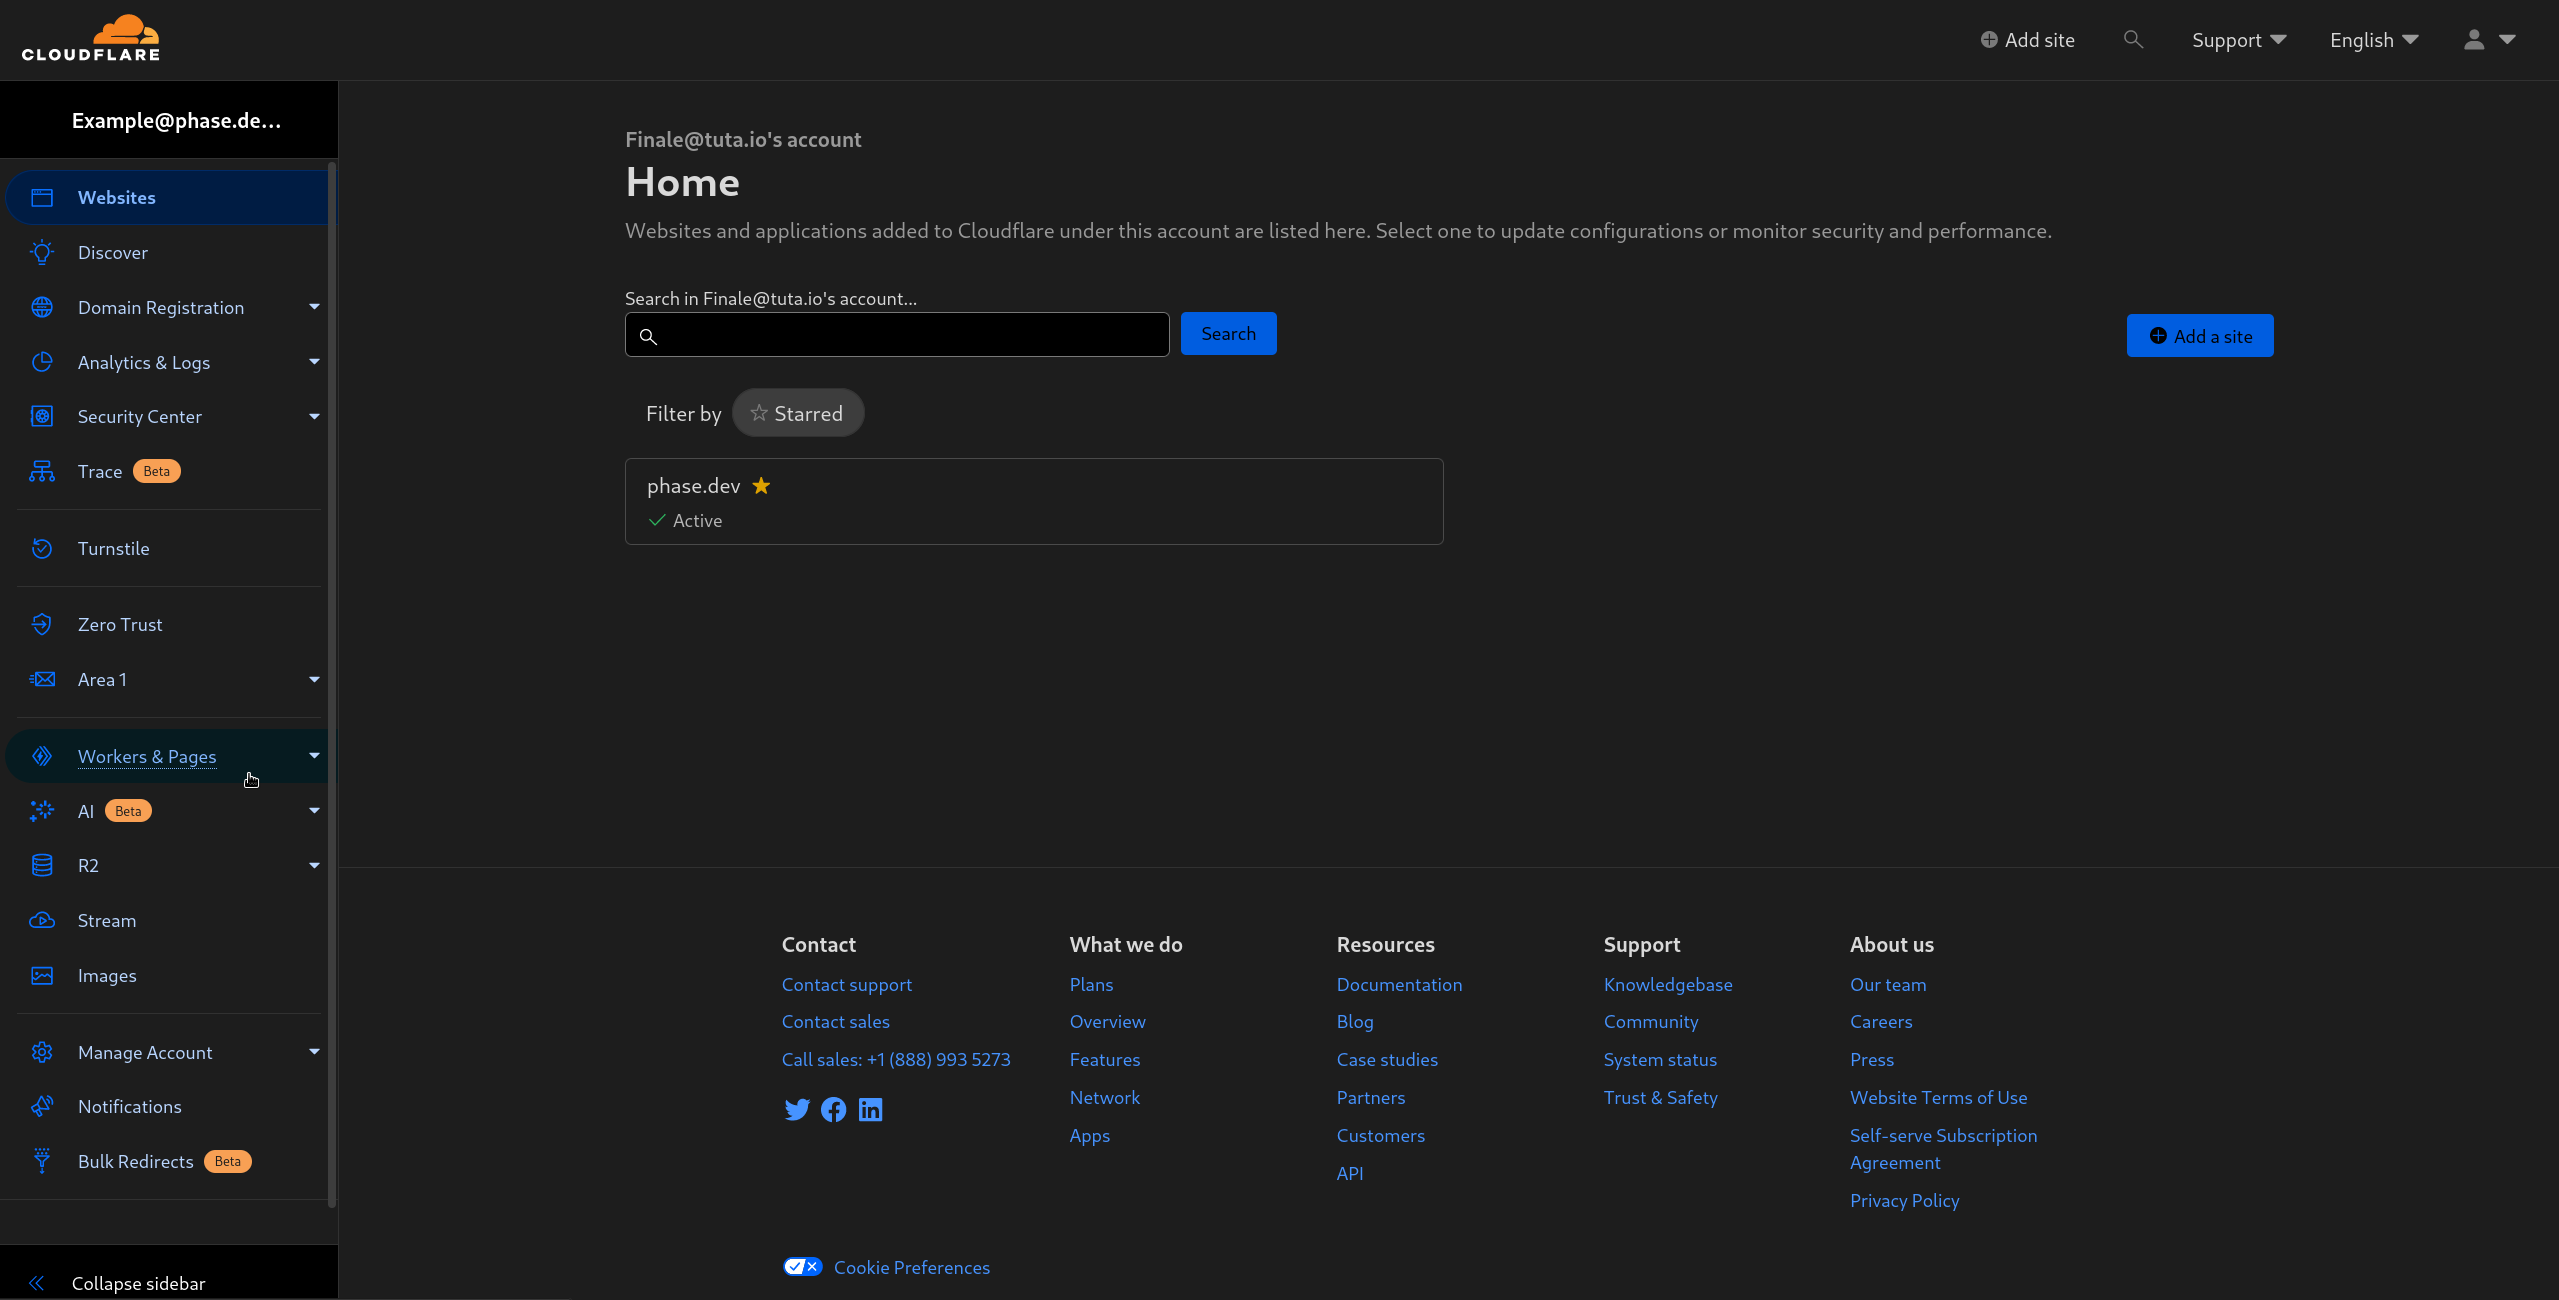 CLOUDFLARE
Add site
Support
English
Example@phase.de...
Websites
Discover
Domain Registration
Analytics & Logs
Security Center
Trace Beta
Turnstile
Zero Trust
Area 1
Workers & Pages
AI Beta
R2
Stream
Images
Manage Account
Notifications
Bulk Redirects Beta
Collapse sidebar
Finale@tuta.io's account
Home
Websites and applications added to Cloudflare under this account are listed here. Select one to update configurations or monitor security and performance.
Search in Finale@tuta.io's account...
Search
Add a site
Filter by Starred
phase.dev
Active
Contact
Contact support
Contact sales
Call sales: +1 (888) 993 5273
What we do
Plans
Overview
Features
Network
Apps
Resources
Documentation
Blog
Case studies
Partners
Customers
API
Support
Knowledgebase
Community
System status
Trust & Safety
About us
Our team
Careers
Press
Website Terms of Use
Self-serve Subscription
Agreement
Privacy Policy
Cookie Preferences